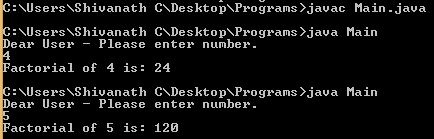 C:\Users\Shivanath C\Desktop\Programs>javac Main.java
C:\Users\Shivanath C\Desktop\Programs>java Main
Dear User - Please enter number.
4
Factorial of 4 is: 24
C:\Users\Shivanath C\Desktop\Programs>java Main
Dear User - Please enter number.
5
Factorial of 5 is: 120